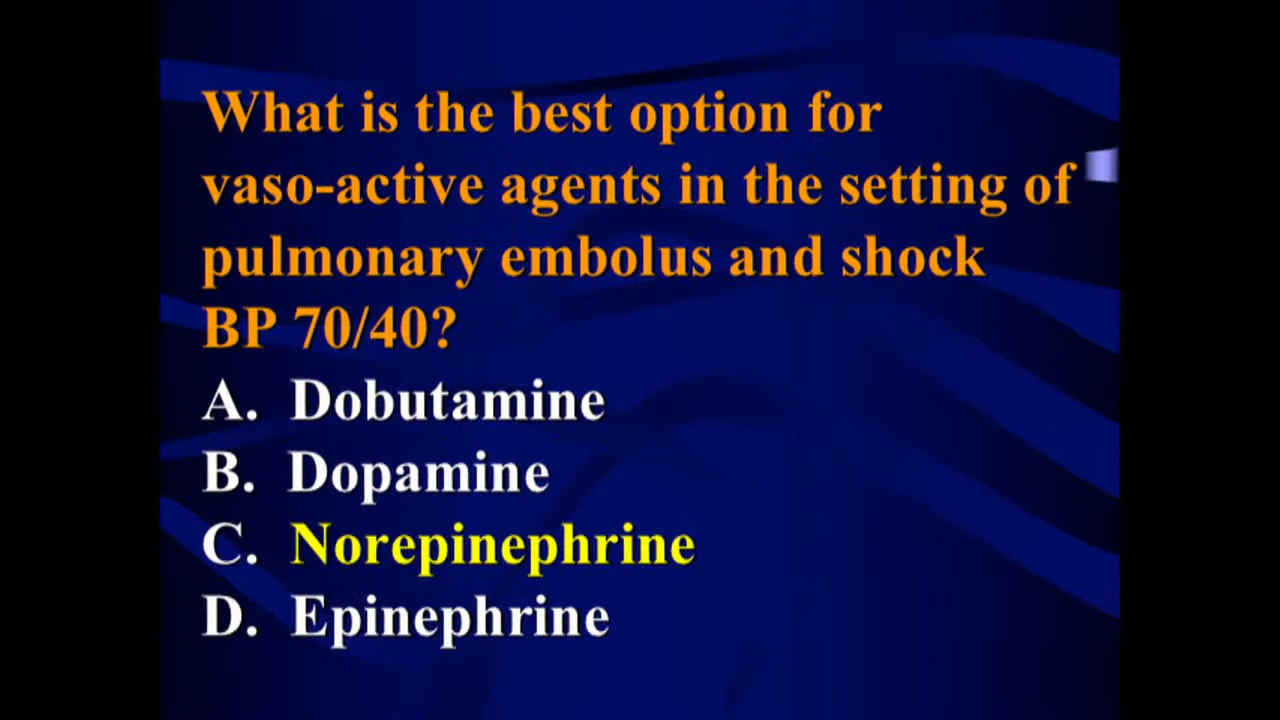 What is the best option for
vaso-active agents in the setting of
pulmonary embolus and shock
BP 70/40?
A. Dobutamine
B. Dopamine
C. Norepinephrine
D. Epinephrine